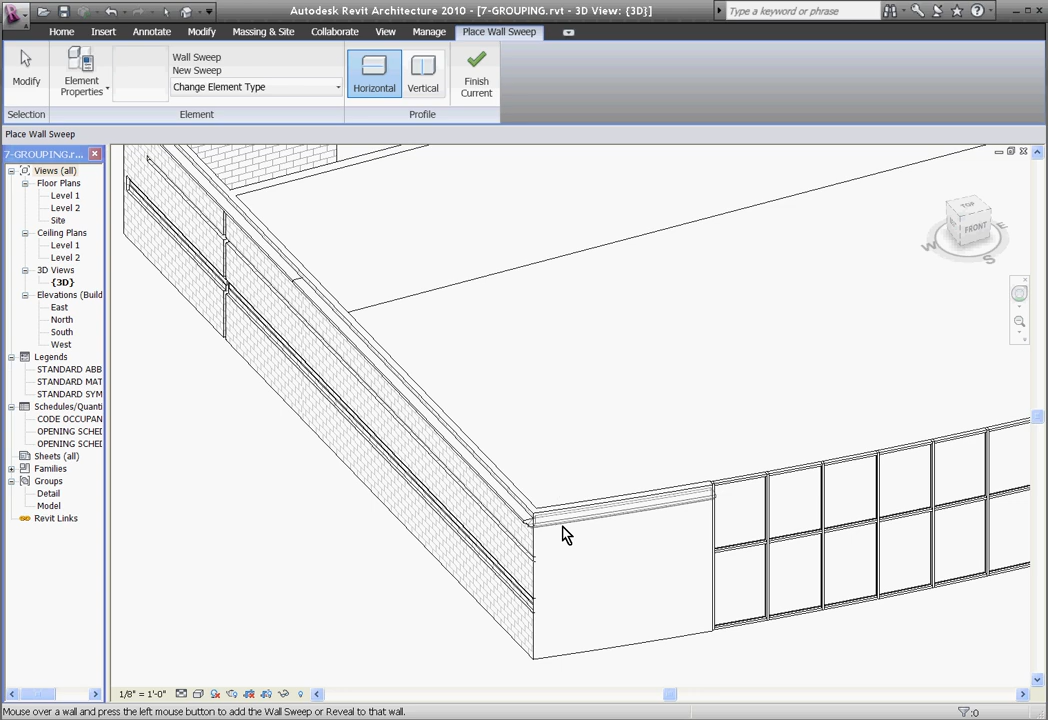 Autodesk Revit Architecture 2010 - [7-GROUPING.rvt - 3D View: {3D}]
Type a keyword or phrase
Home Insert Annotate Modify Massing & Site Collaborate View Manage Place Wall Sweep
Modify
Element Properties
Wall Sweep
New Sweep
Change Element Type
Horizontal
Vertical
Finish Current
Selection Element Profile
Place Wall Sweep
7-GROUPING.r...
Views (all)
Floor Plans
Level 1
Level 2
Site
Ceiling Plans
Level 1
Level 2
3D Views
{3D}
Elevations (Build
East
North
South
West
Legends
STANDARD ABB
STANDARD MAT
STANDARD SYM
Schedules/Quanti
CODE OCCUPAN
OPENING SCHED
OPENING SCHED
Sheets (all)
Families
Groups
Detail
Model
Revit Links
TOP
FRONT
W
E
S
1/8" = 1'-0"
Mouse over a wall and press the left mouse button to add the Wall Sweep or Reveal to that wall.
:0